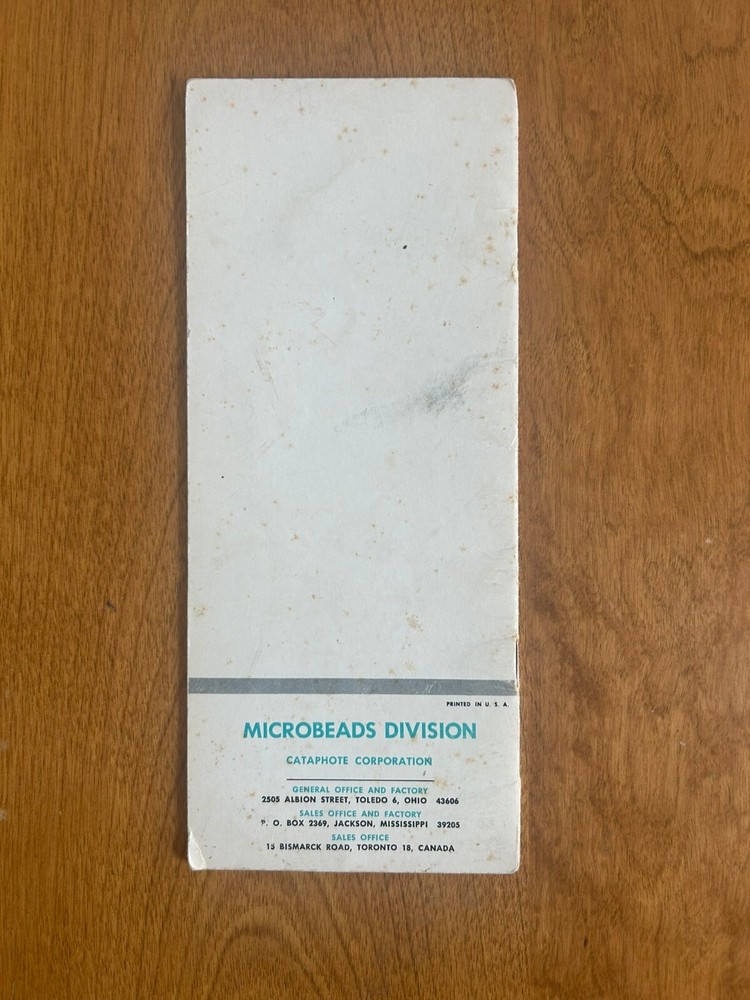 PRINTED IN U. S. A.
MICROBEADS DIVISION
CATAPHOTE CORPORATION
GENERAL OFFICE AND FACTORY
2505 ALBION STREET, TOLEDO 6, OHIO 43606
SALES OFFICE AND FACTORY
P. O. BOX 2369, JACKSON, MISSISSIPPI 39205
SALES OFFICE
15 BISMARCK ROAD, TORONTO 18, CANADA